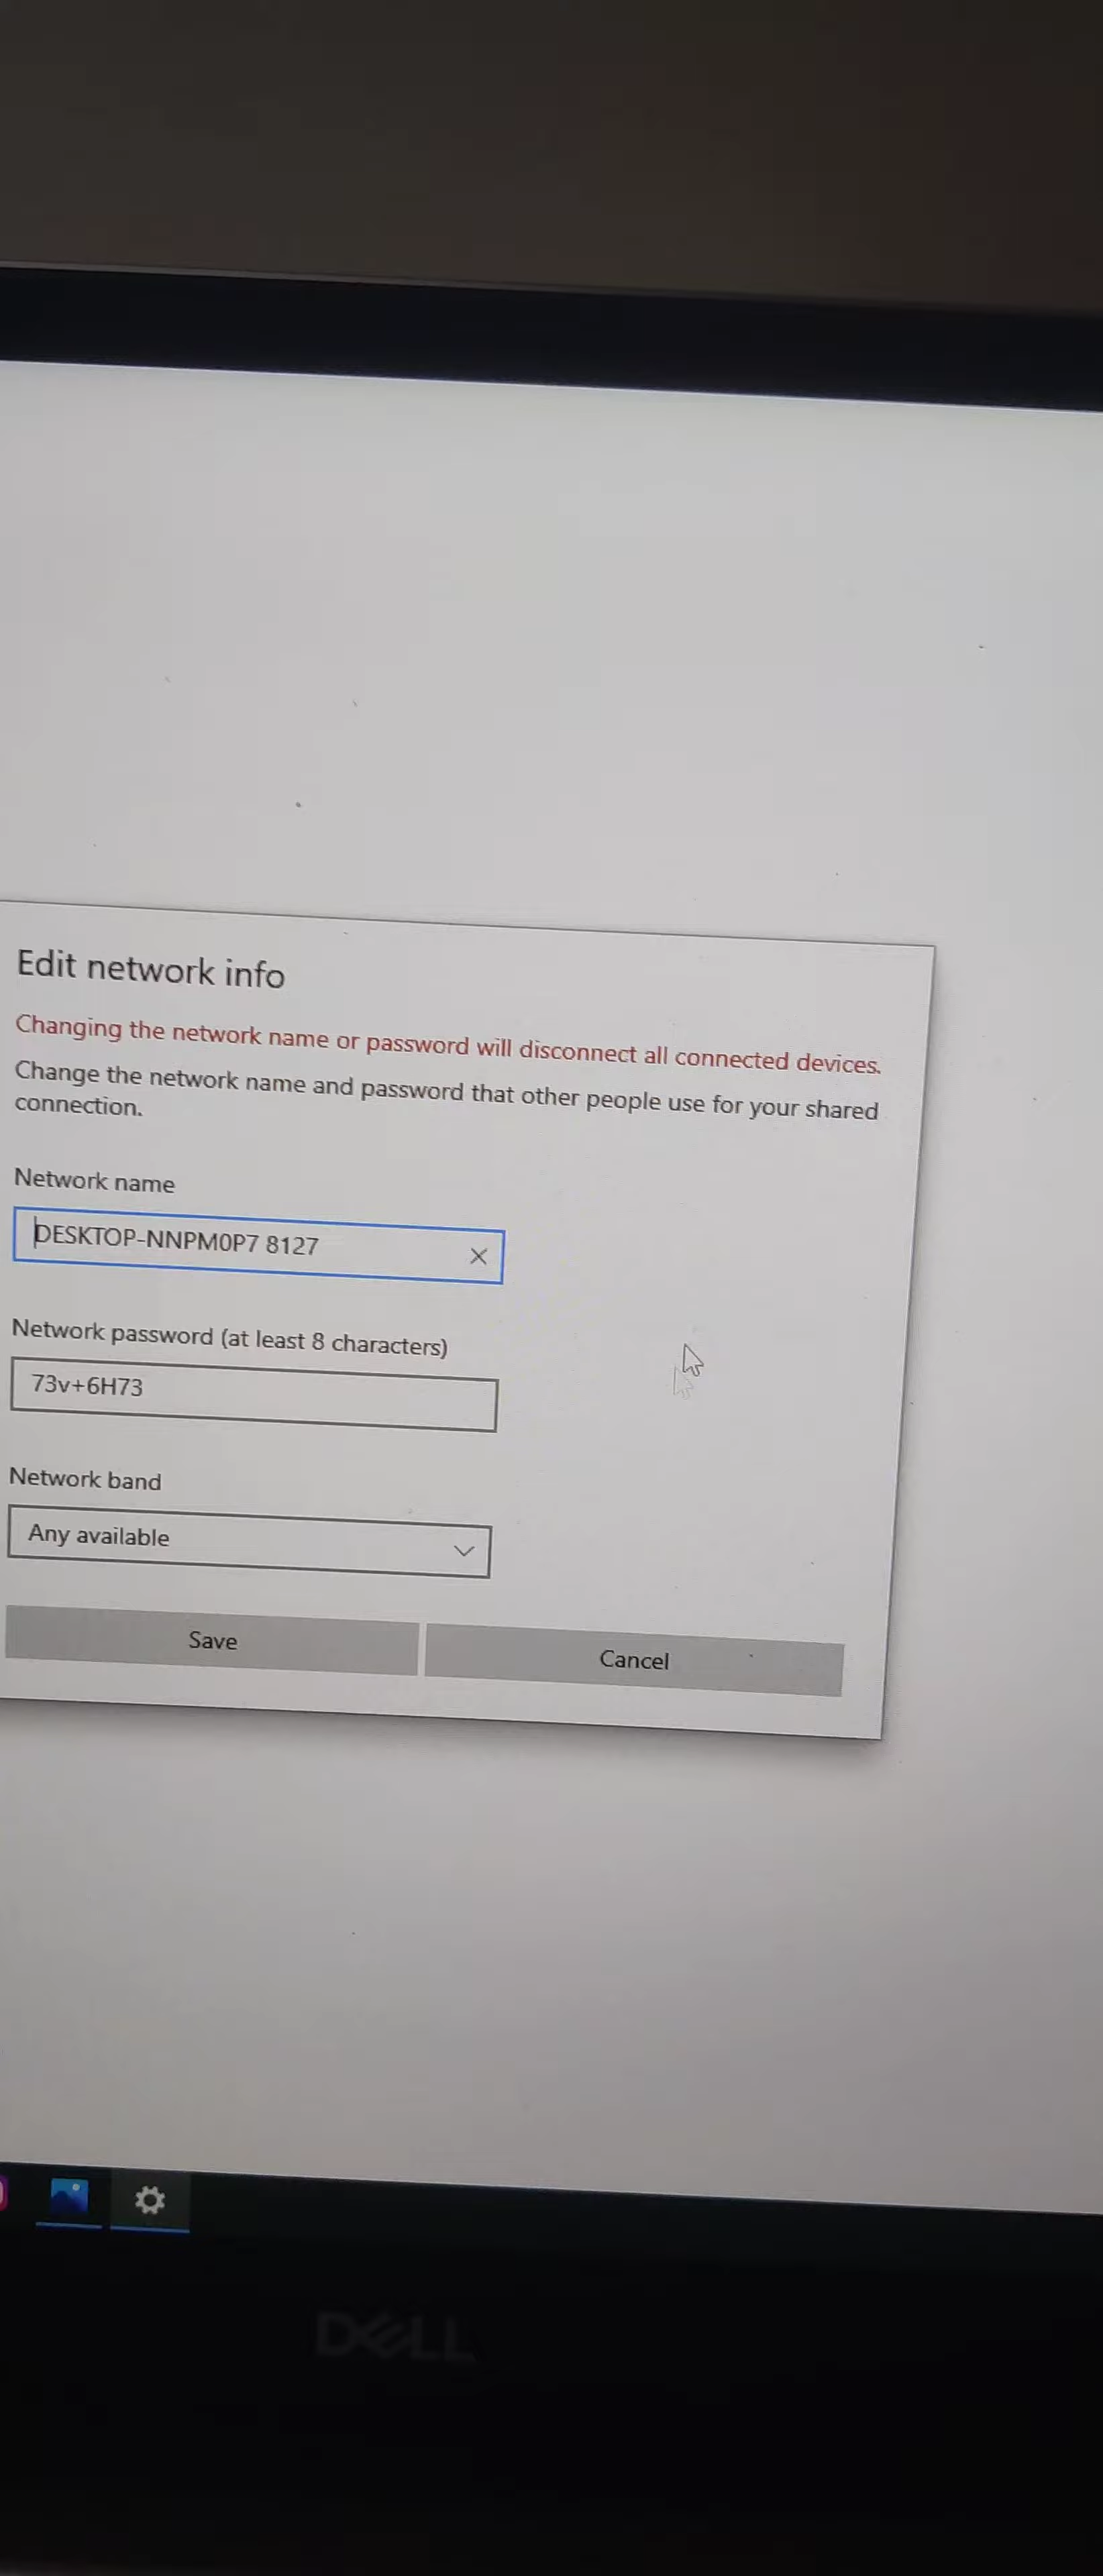 Edit network info
Changing the network name or password will disconnect all connected devices.
Change the network name and password that other people use for your shared
connection.
Network name
DESKTOP-NNPM0P7 8127
Network password (at least 8 characters)
73v+6H73
Network band
Any available
Save
Cancel
DELL